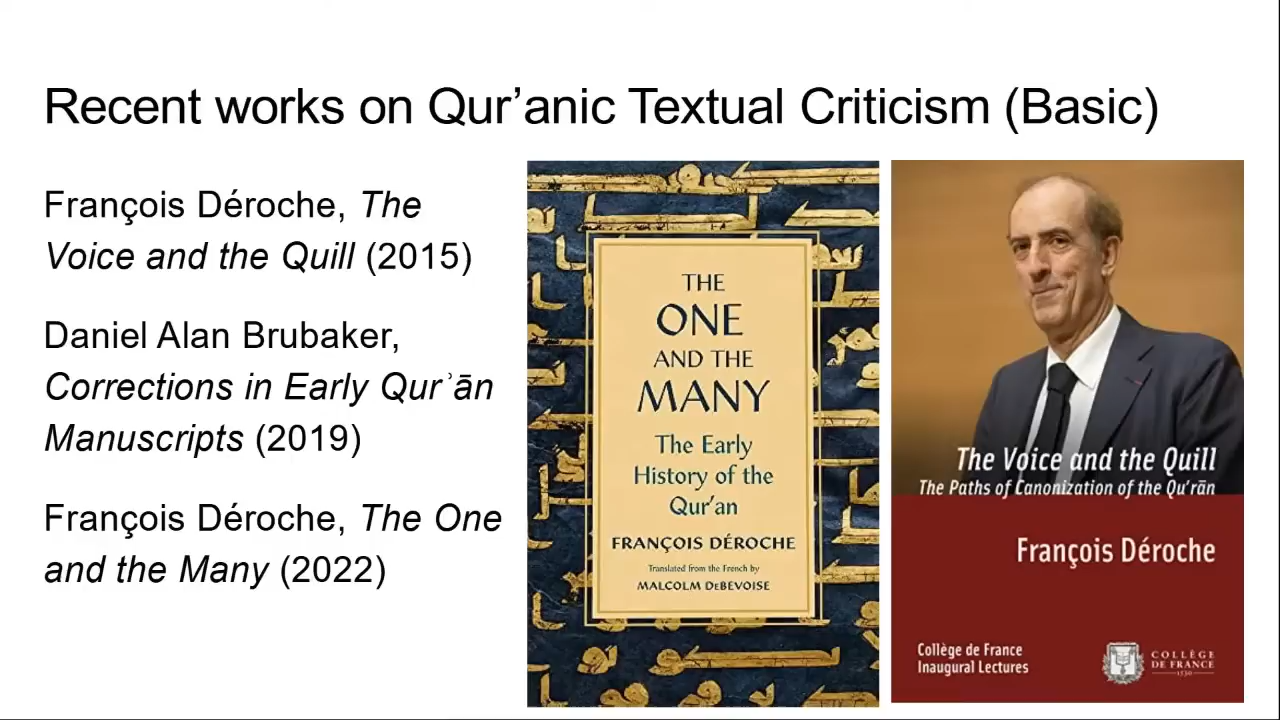 Recent works on Qur’anic Textual Criticism (Basic)
François Déroche, The
Voice and the Quill (2015)
Daniel Alan Brubaker,
Corrections in Early Qurʾān
Manuscripts (2019)
François Déroche, The One
and the Many (2022)
THE
ONE
AND THE
MANY
The Early
History of the
Qur’an
FRANÇOIS DÉROCHE
Translated from the French by
MALCOLM DeBEVOISE
The Voice and the Quill
The Paths of Canonization of the Qu’rān
François Déroche
Collège de France
Inaugural Lectures
COLLÈGE
DE FRANCE
1530